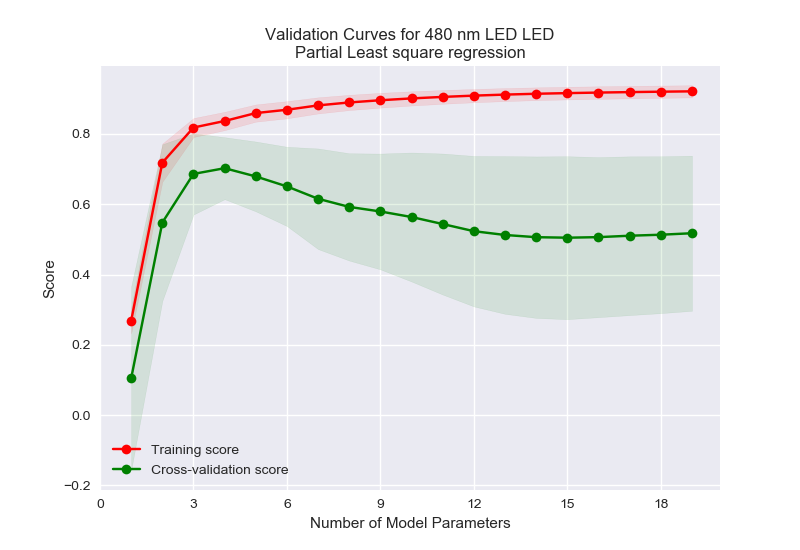 Validation Curves for 480 nm LED LED
Partial Least square regression
Score
0.8
0.6
0.4
0.2
0.0
−0.2
Training score
Cross-validation score
0 3 6 9 12 15 18
Number of Model Parameters